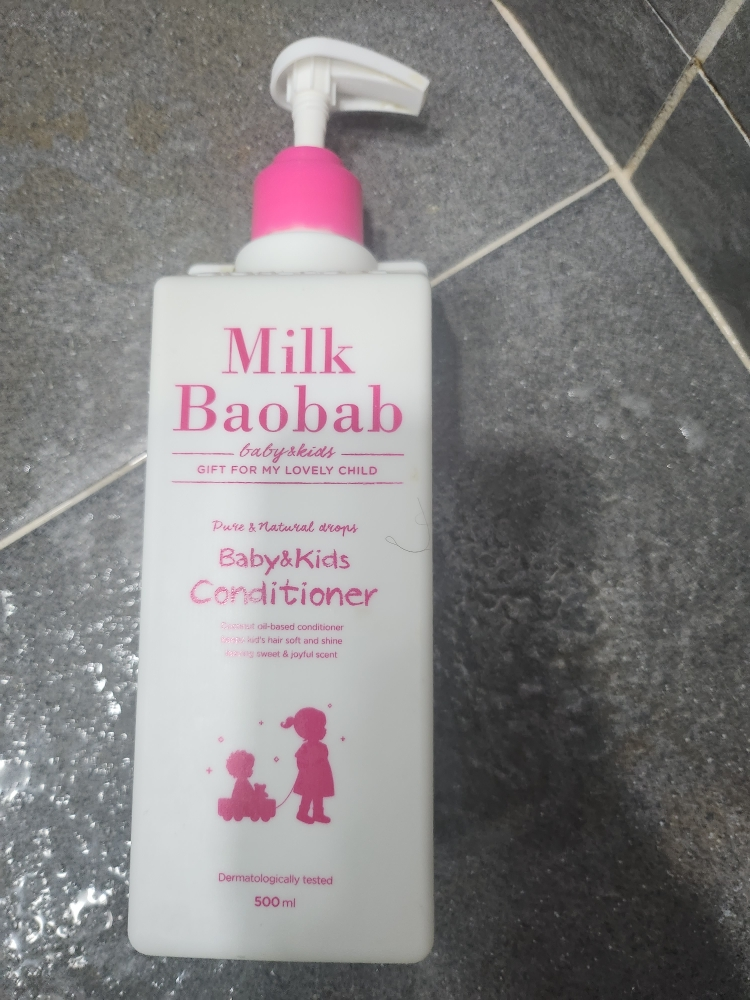 Milk
Baobab
baby&kids
GIFT FOR MY LOVELY CHILD
Pure & Natural drops
Baby&Kids
Conditioner
oil-based conditioner
kid's hair soft and shine
sweet & joyful scent
Dermatologically tested
500 ml